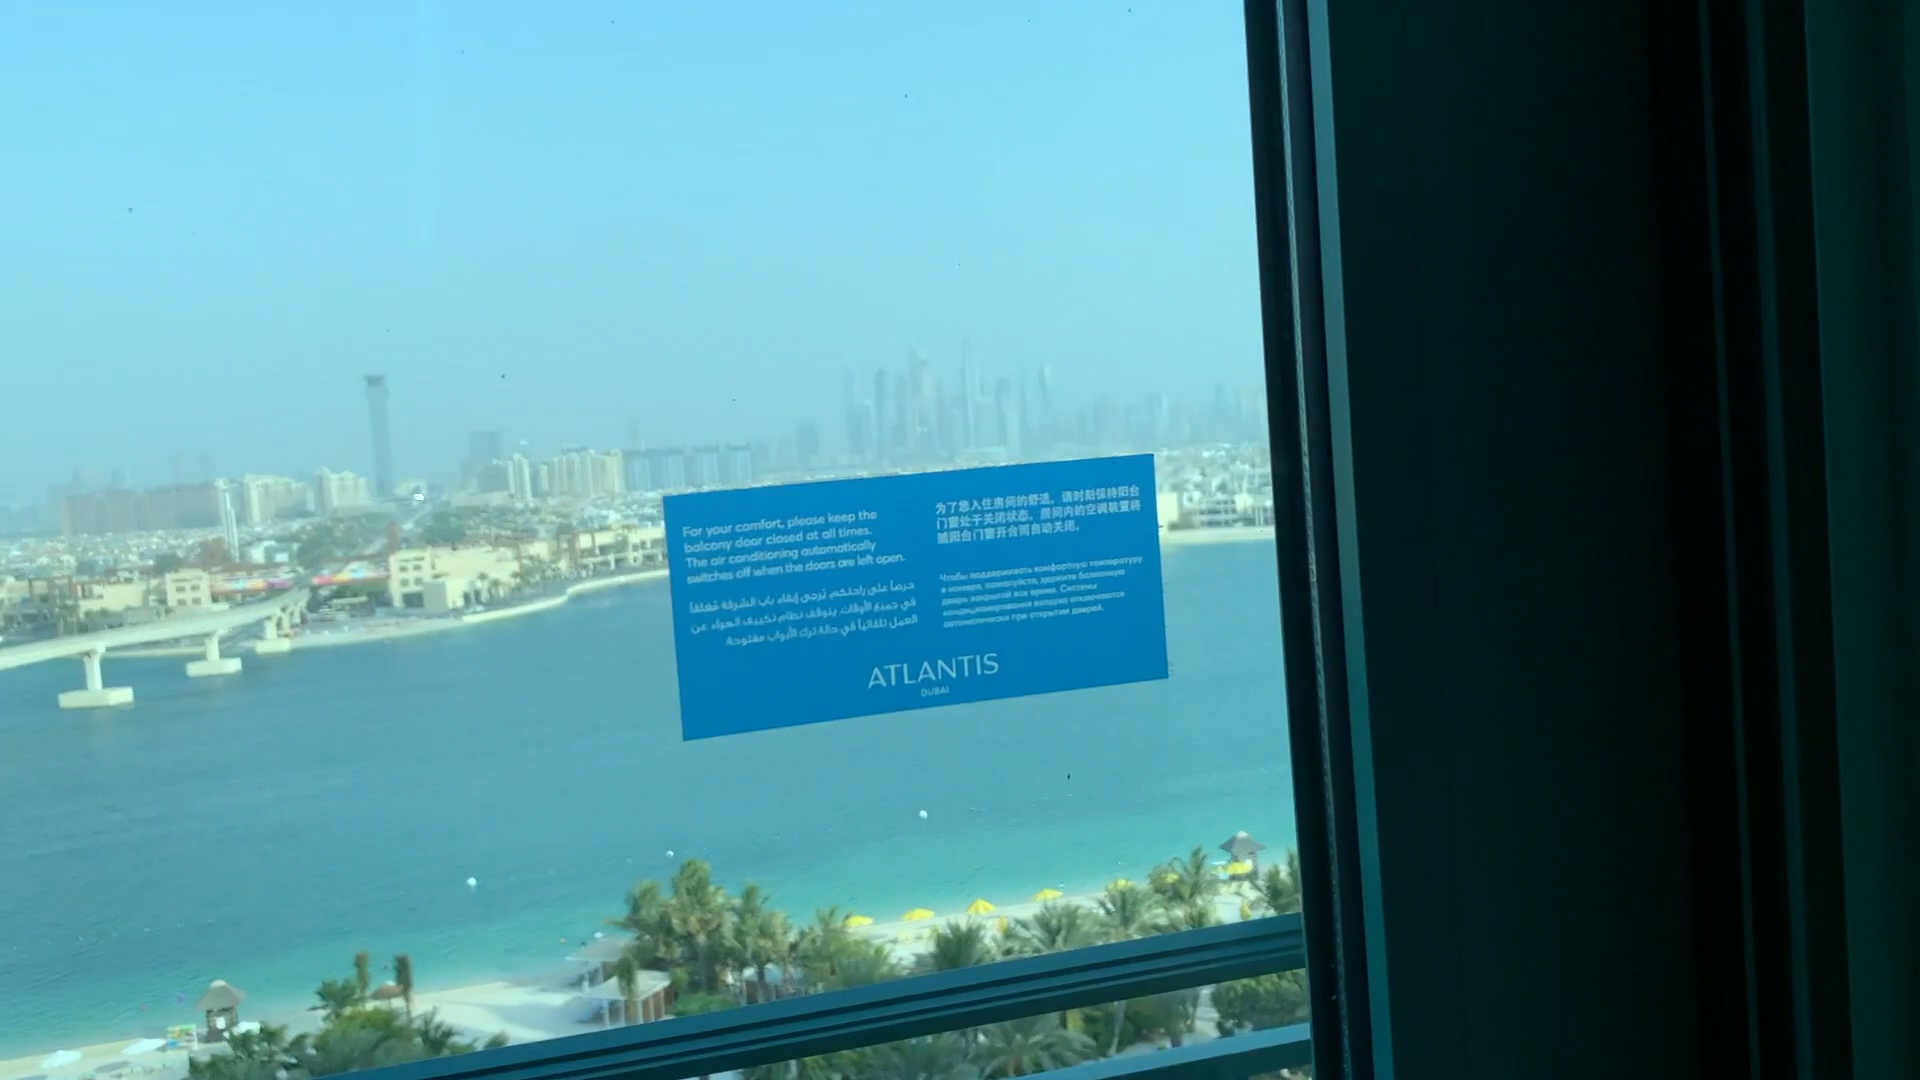 For your comfort, please keep the
balcony door closed at all times.
The air conditioning automatically
switches off when the doors are left open.
حرصاً على راحتكم، يُرجى إبقاء باب الشرفة مُغلقاً
في جميع الأوقات. يتوقف نظام تكييف الهواء عن
العمل تلقائياً في حالة ترك الأبواب مفتوحة.
为了您入住房间的舒适，请时刻保持阳台
门窗处于关闭状态，房间内的空调装置将
随阳台门窗开合而自动关闭。
Чтобы поддерживать комфортную температуру
в номере, пожалуйста, держите балконную
дверь закрытой все время. Системы
кондиционирования воздуха отключаются
автоматически при открытии дверей.
ATLANTIS
DUBAI